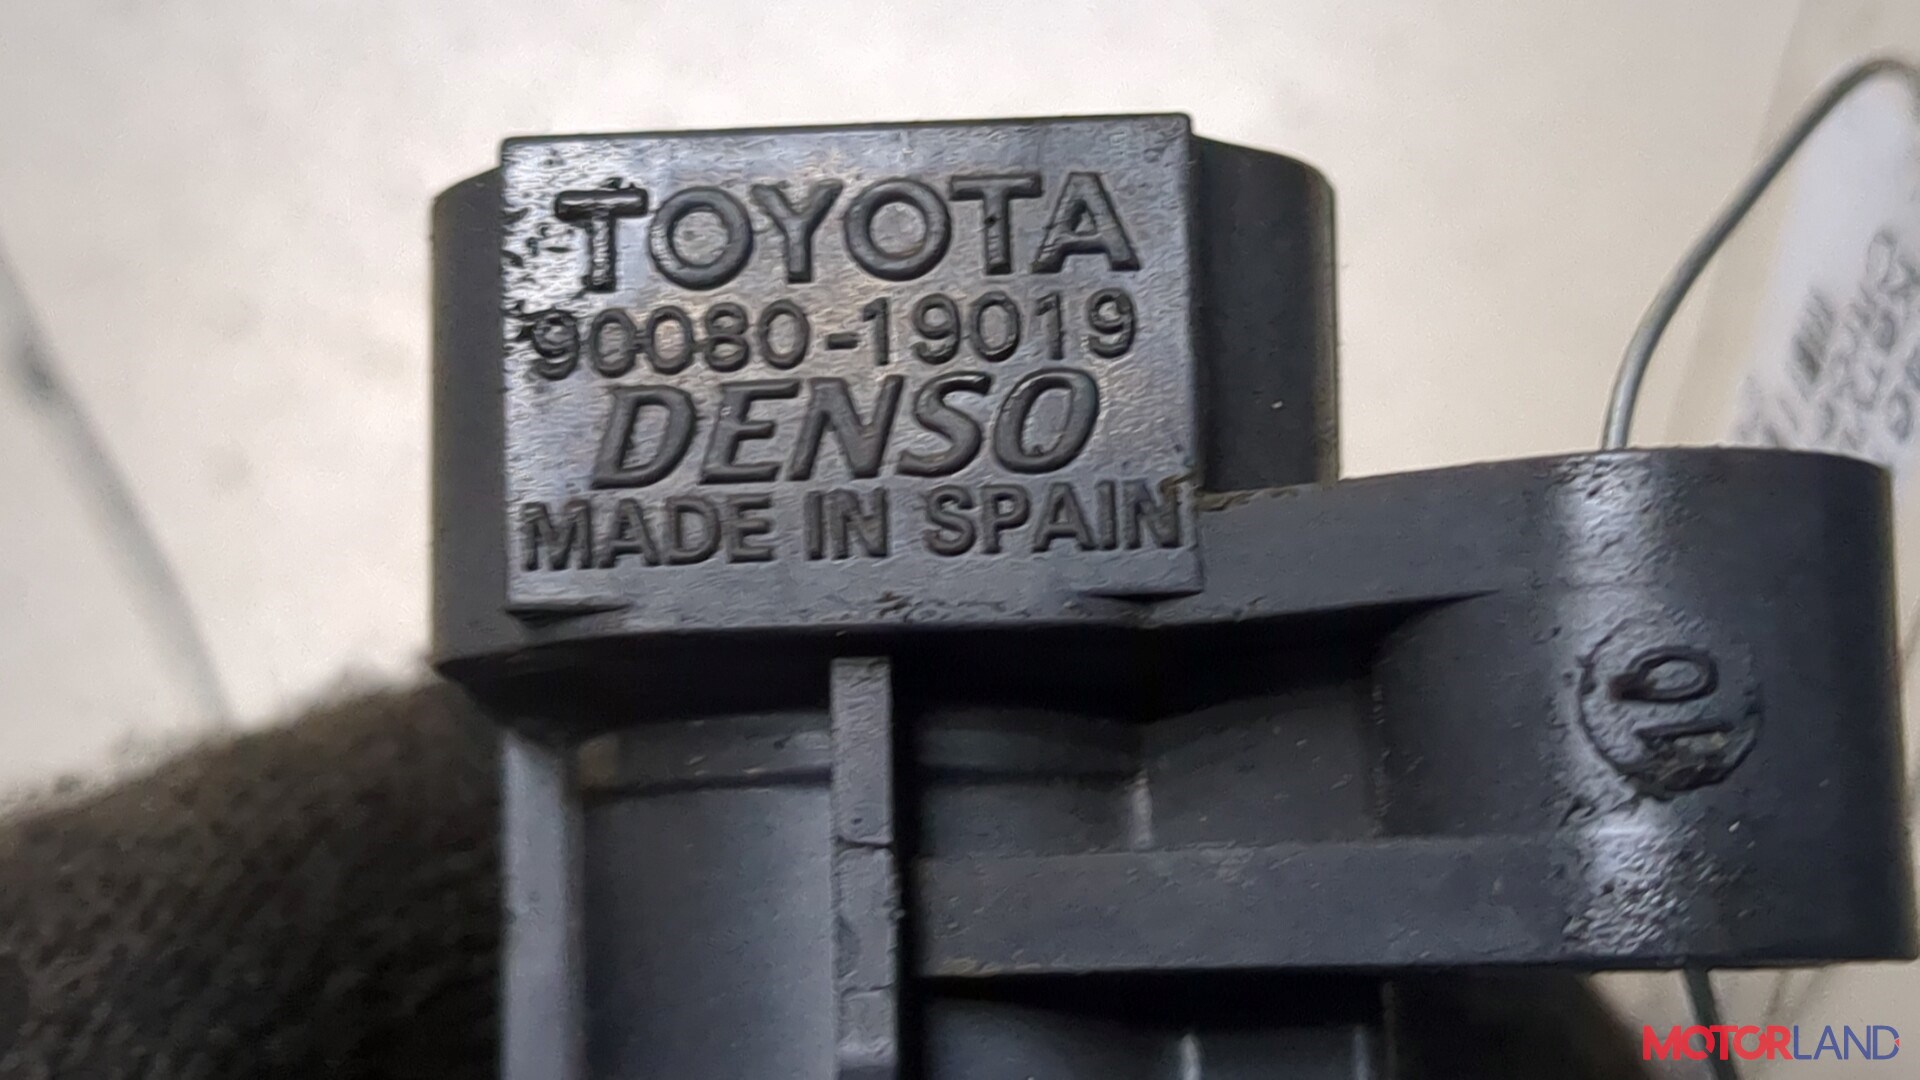 TOYOTA
90080-19019
DENSO
MADE IN SPAIN
10
MOTORLAND